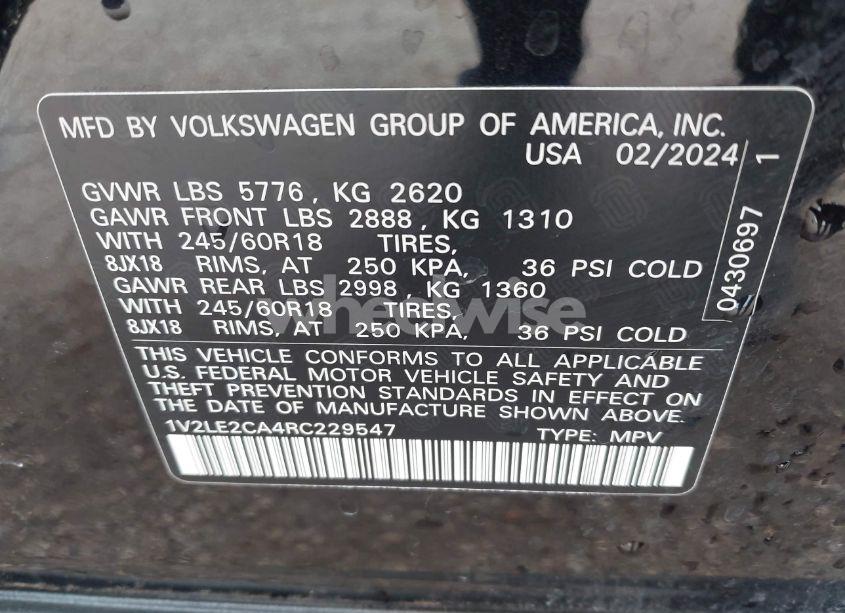 MFD BY VOLKSWAGEN GROUP OF AMERICA, INC.
USA 02/2024
GVWR LBS 5776, KG 2620
GAWR FRONT LBS 2888, KG 1310
WITH 245/60R18 TIRES,
8JX18 RIMS, AT 250 KPA, 36 PSI COLD
GAWR REAR LBS 2998, KG 1360
WITH 245/60R18 TIRES,
8JX18 RIMS, AT 250 KPA, 36 PSI COLD
THIS VEHICLE CONFORMS TO ALL APPLICABLE
U.S. FEDERAL MOTOR VEHICLE SAFETY AND
THEFT PREVENTION STANDARDS IN EFFECT ON
THE DATE OF MANUFACTURE SHOWN ABOVE.
1V2LE2CA4RC229547 TYPE: MPV
0430697 1
wheelwise